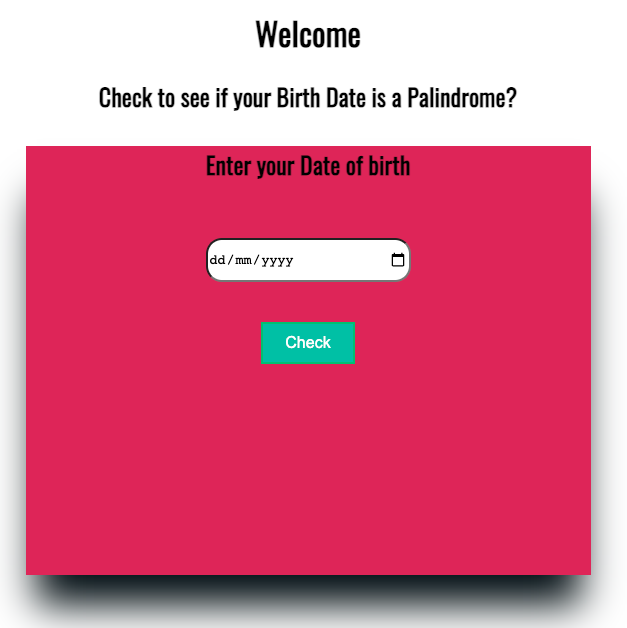 Welcome
Check to see if your Birth Date is a Palindrome?
Enter your Date of birth
dd/mm/yyyy
Check